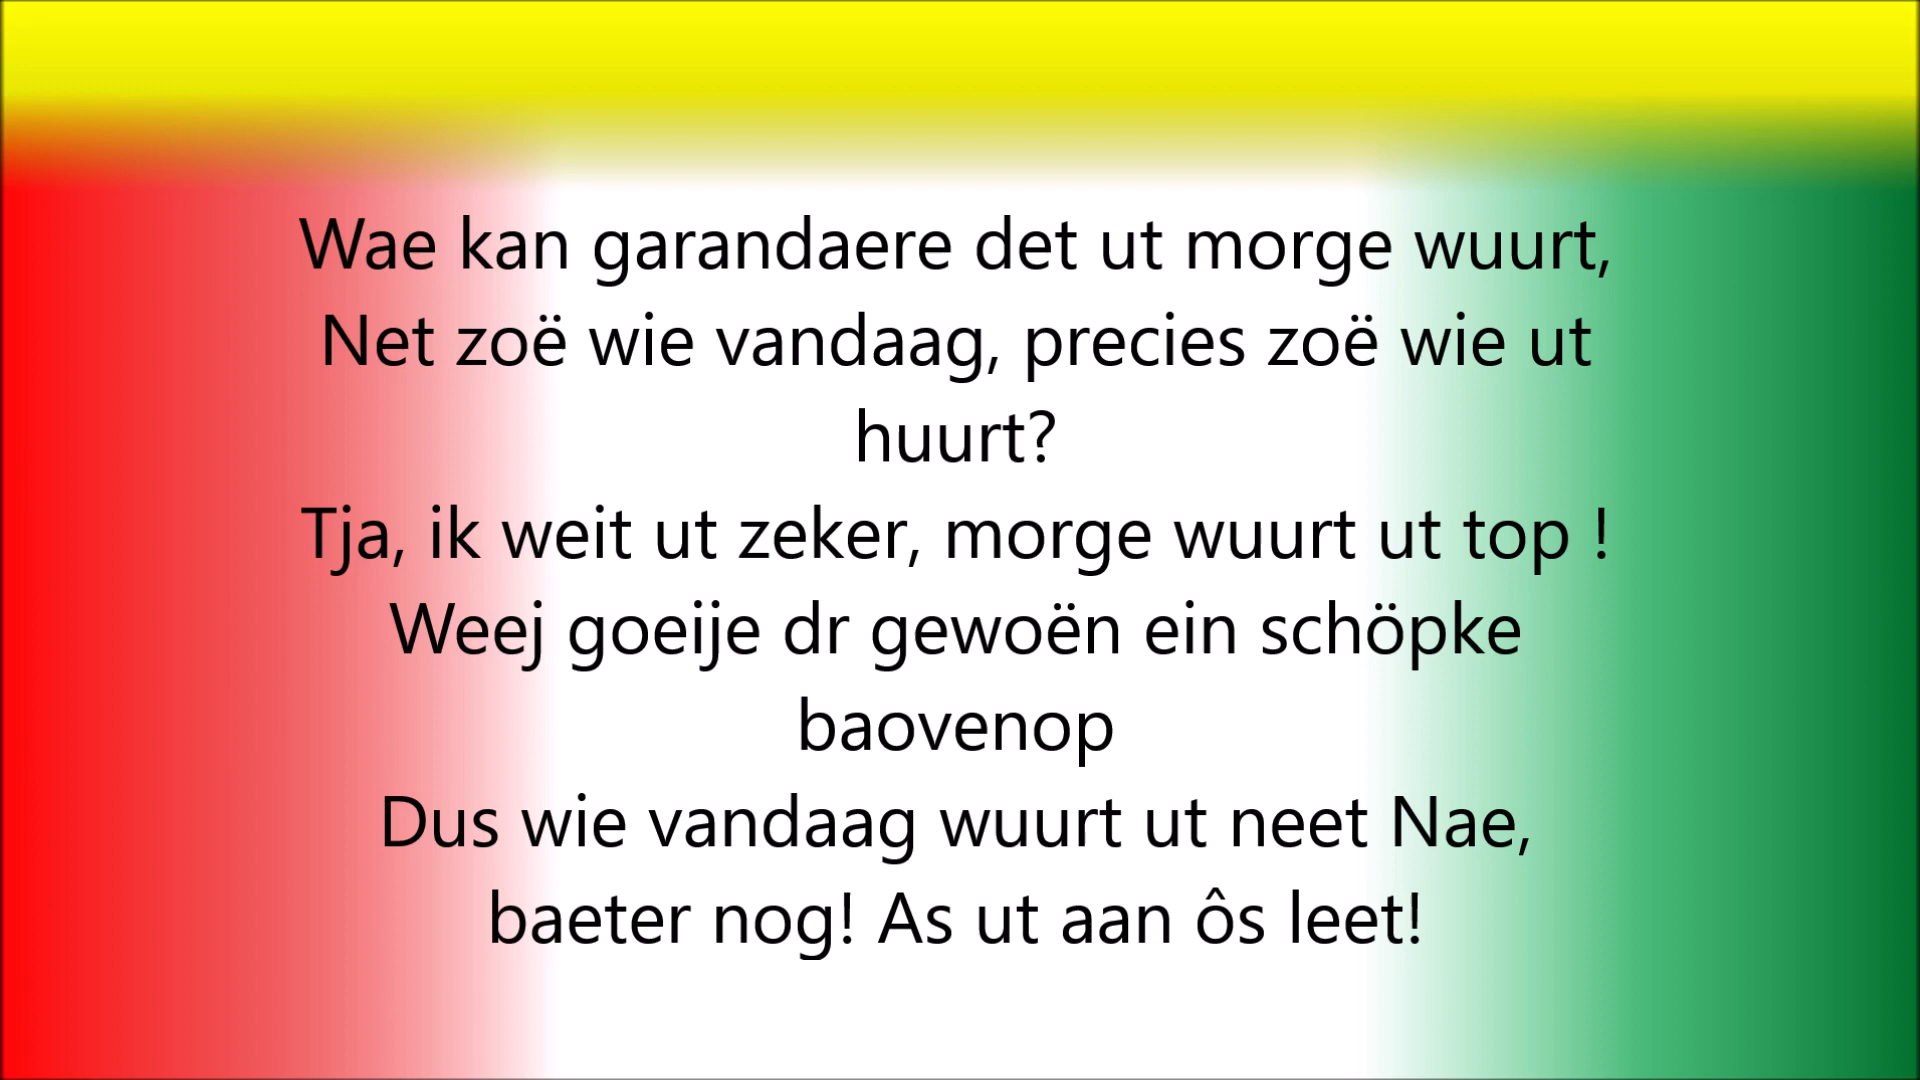 Wae kan garandaere det ut morge wuurt,
Net zoë wie vandaag, precies zoë wie ut
huurt?
Tja, ik weit ut zeker, morge wuurt ut top !
Weej goeije dr gewoën ein schöpke
baovenop
Dus wie vandaag wuurt ut neet Nae,
baeter nog! As ut aan ôs leet!